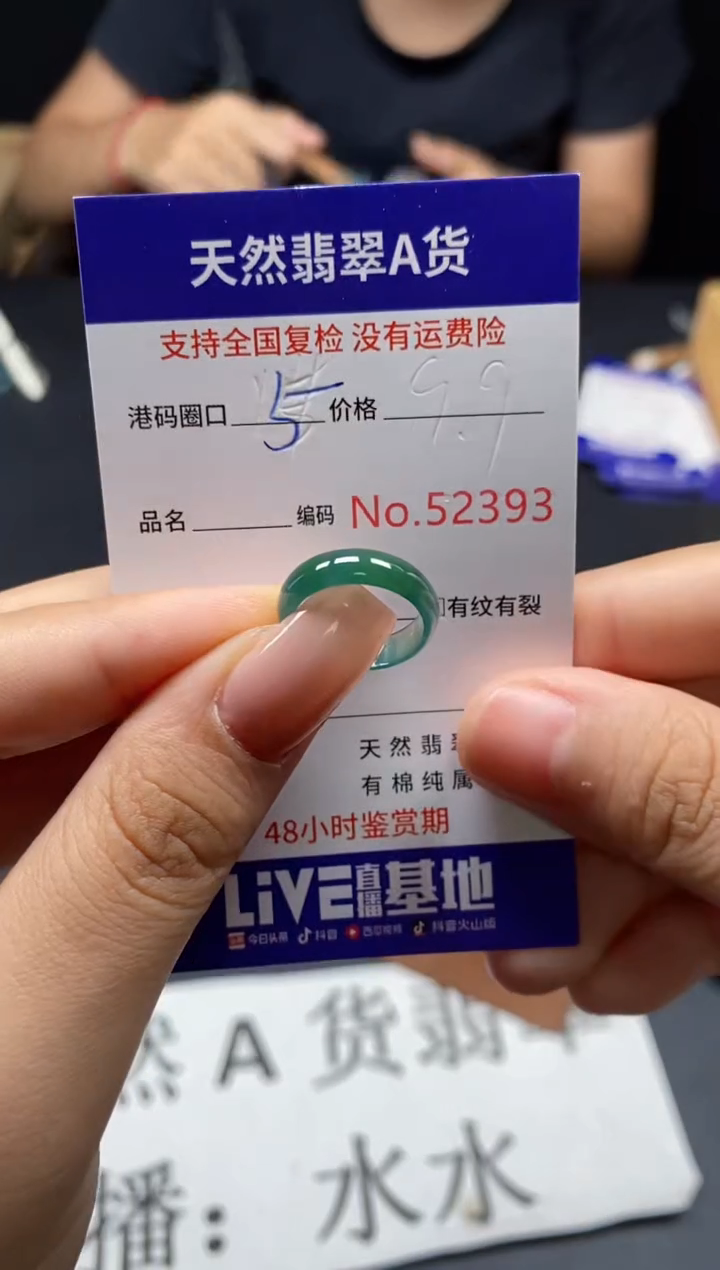 天然翡翠A货
支持全国复检 没有运费险
港码圈口 5 价格 9.9
品名 编码 No.52393
有纹有裂
天然翡
有棉纯属
48小时鉴赏期
LiVE直播基地
今日头条 抖音 西瓜视频 抖音火山版
然A货翡翠
播：水水